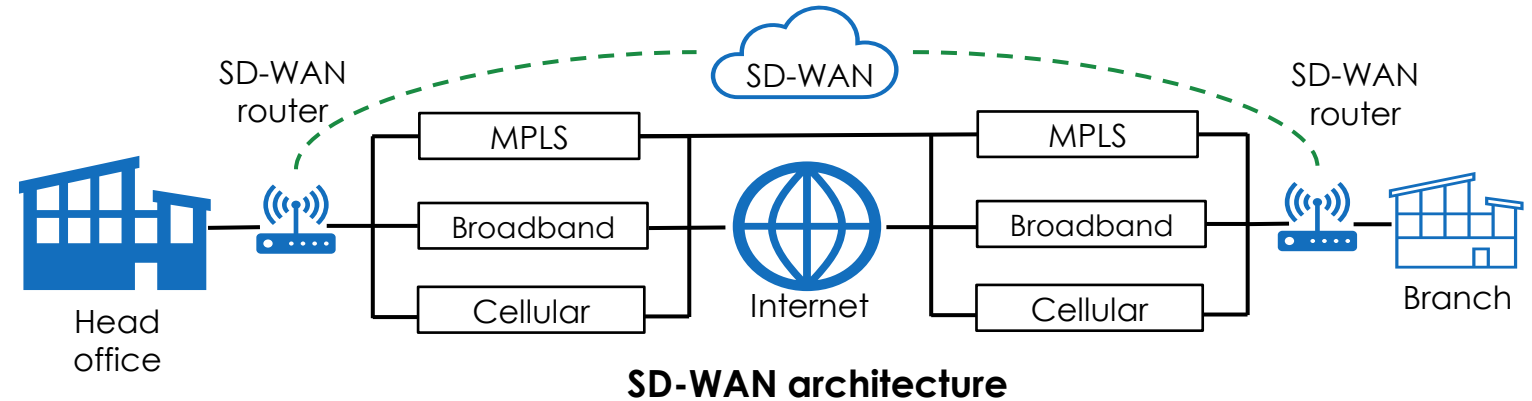 SD-WAN
router
SD-WAN
SD-WAN
router
MPLS
MPLS
Broadband
Broadband
Cellular
Internet
Cellular
Head
office
Branch
SD-WAN architecture